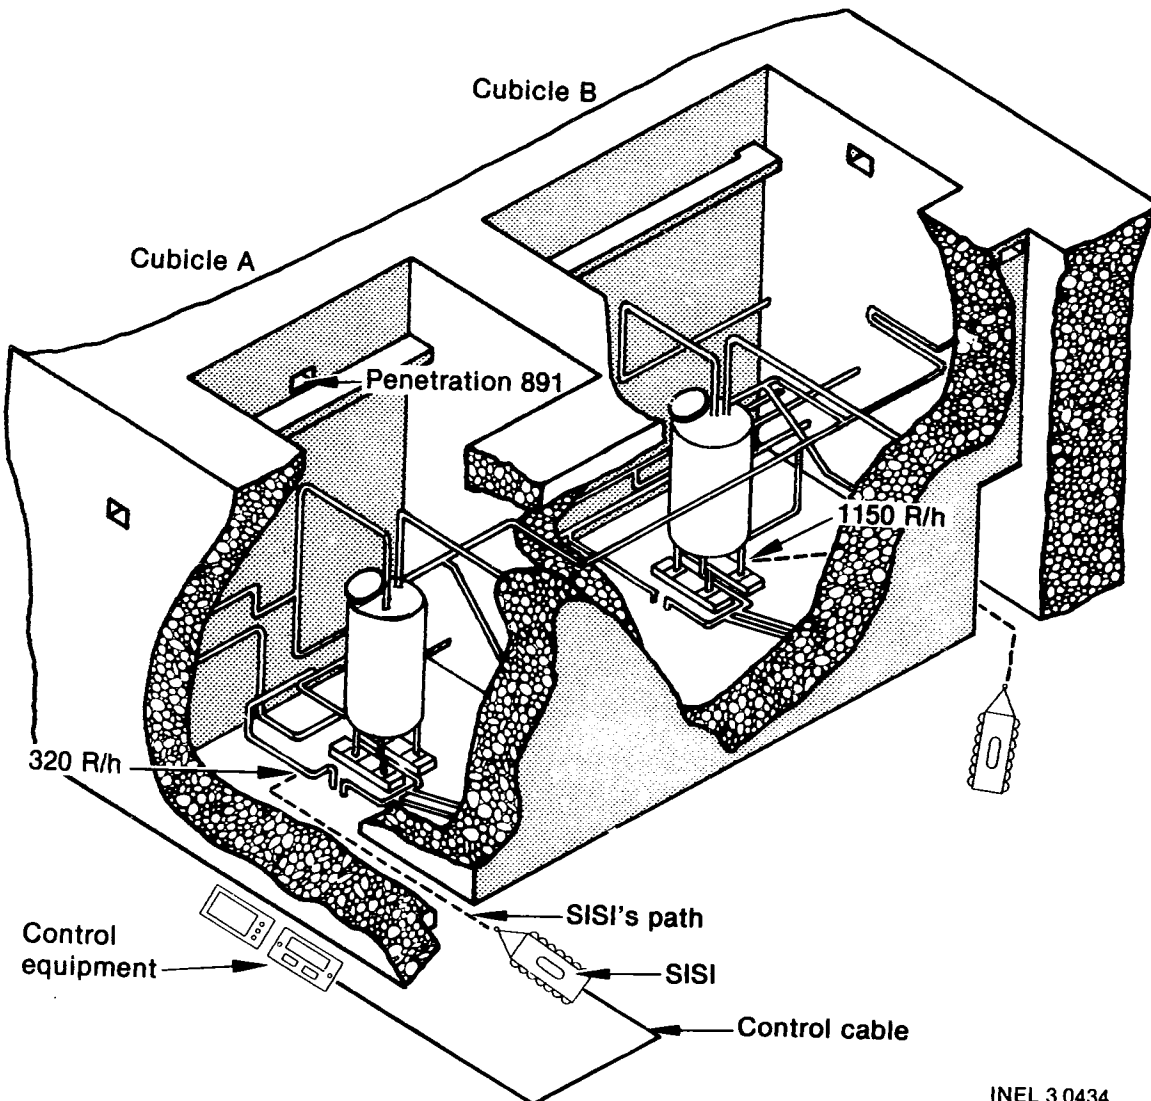 Cubicle B
Cubicle A
Penetration 891
1150 R/h
320 R/h
SISI's path
Control
equipment
SISI
Control cable
INEL 3 0434